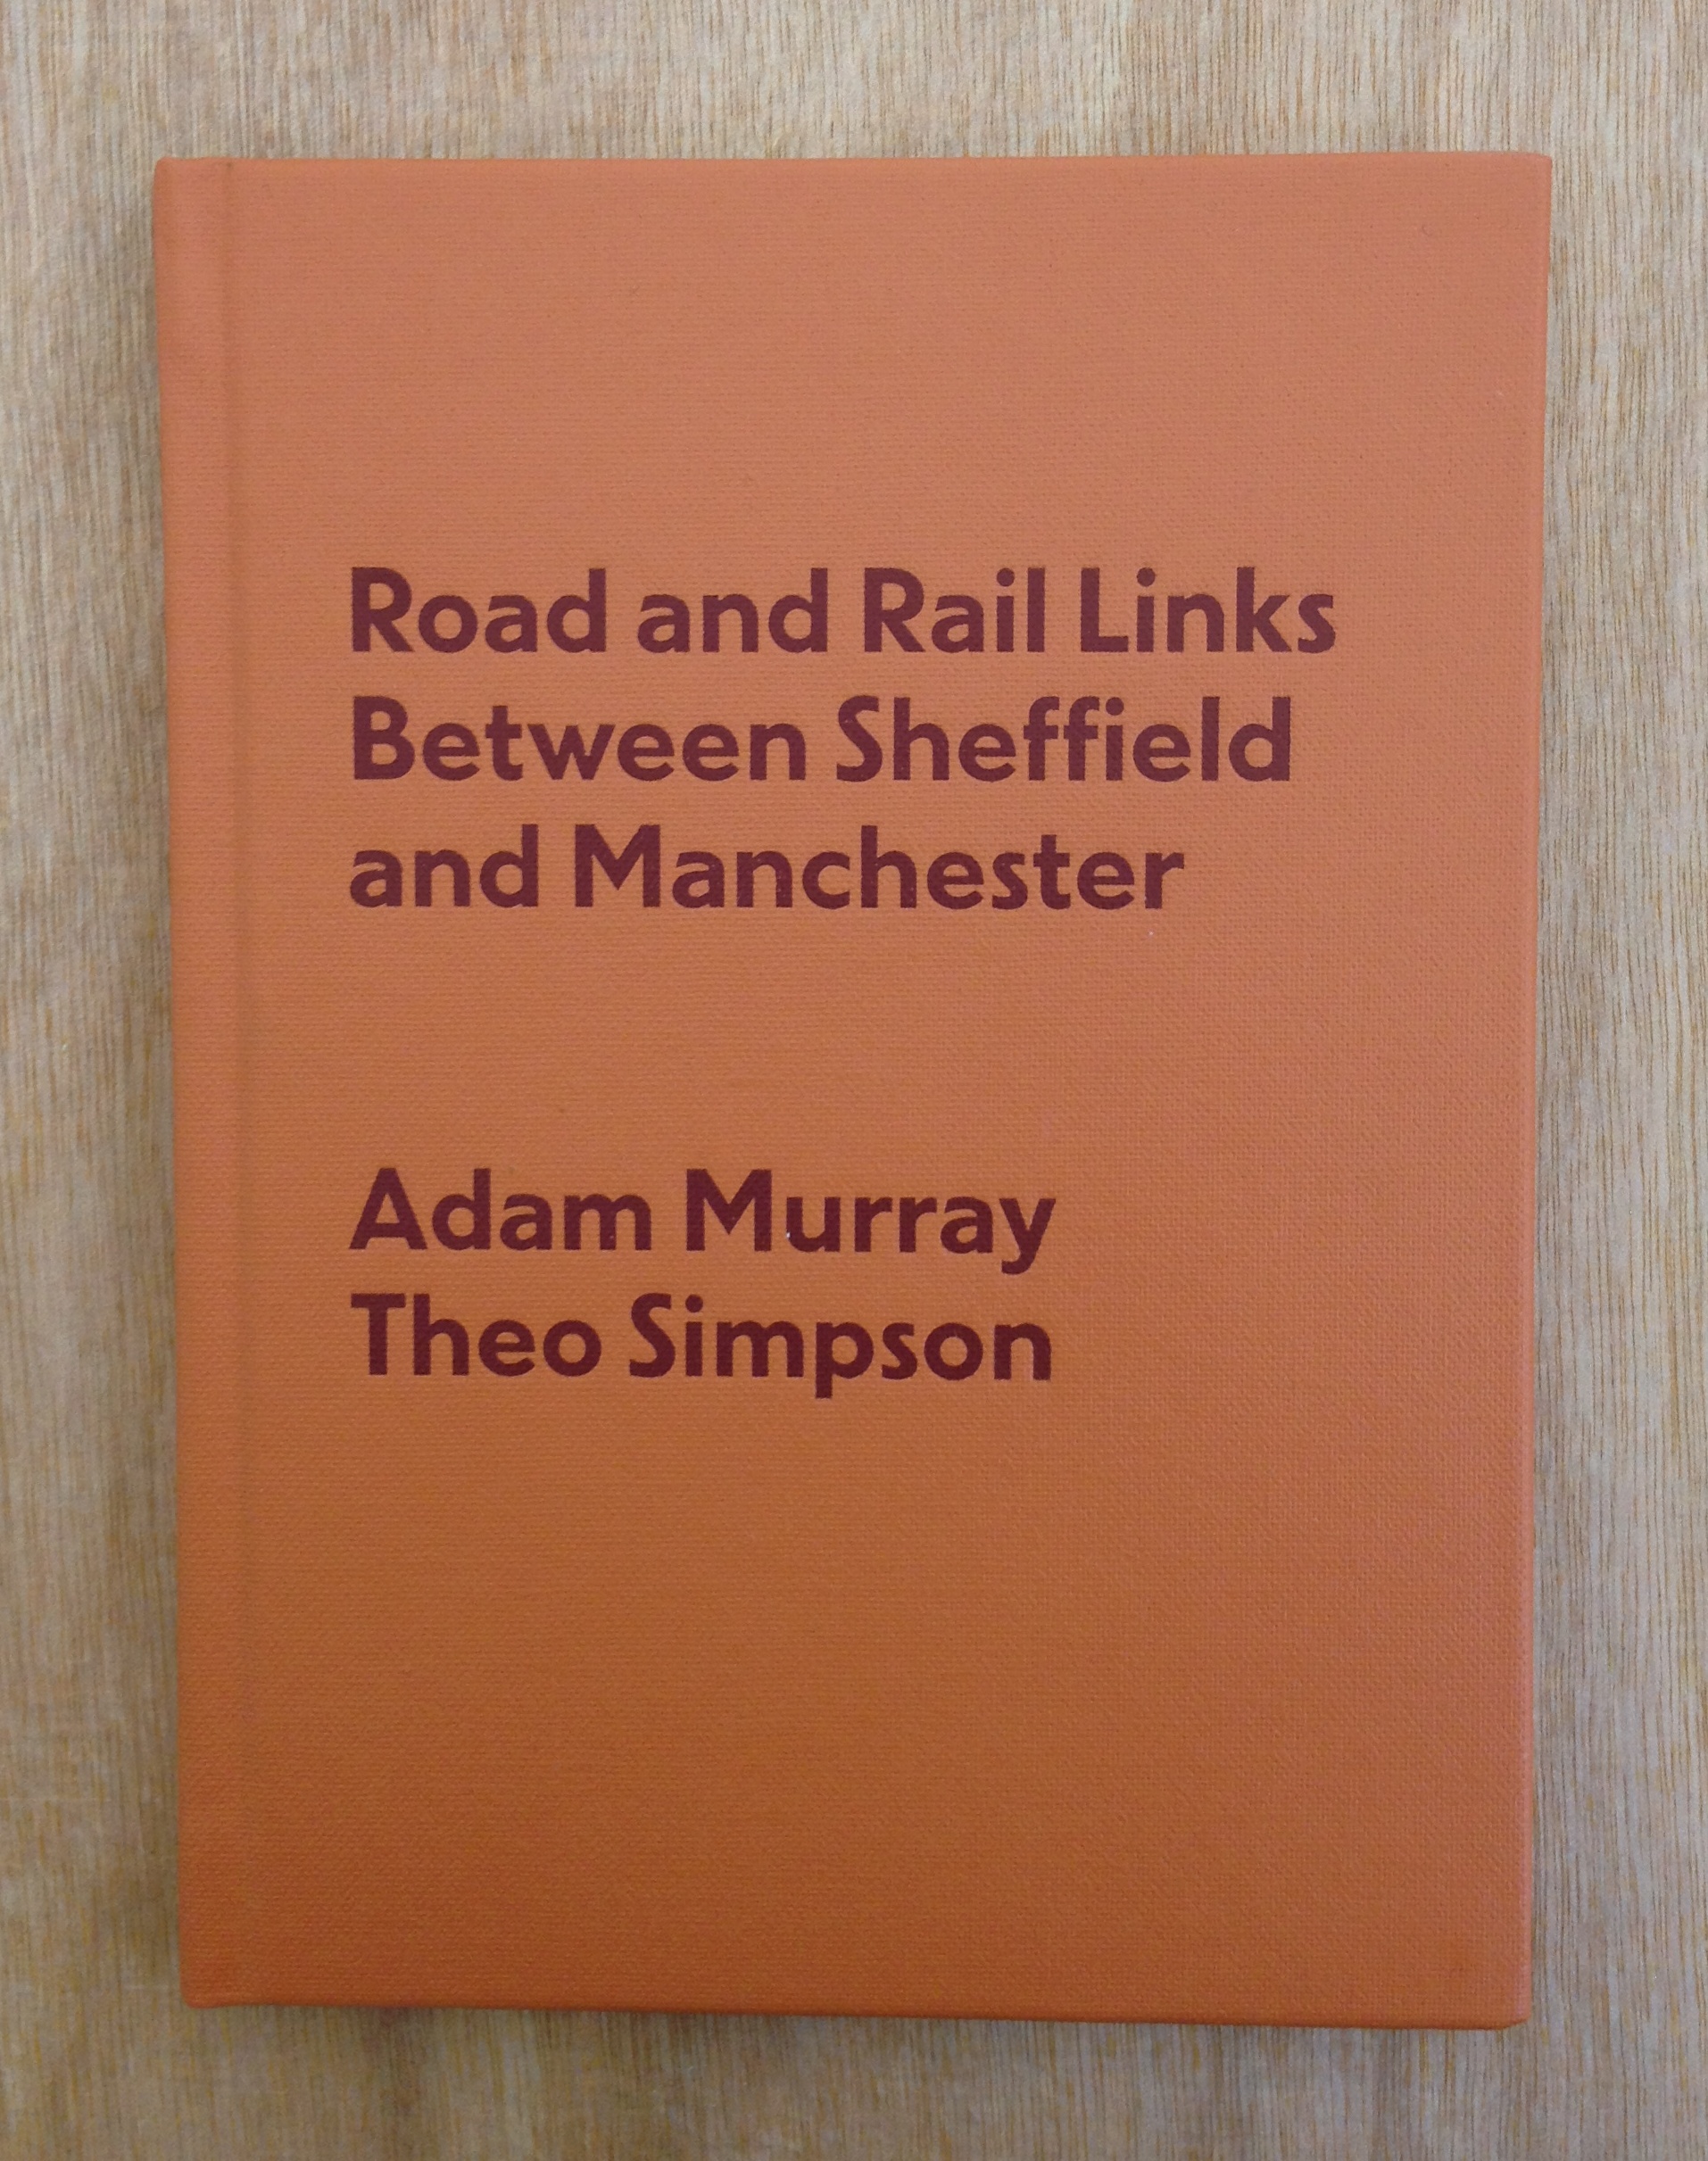 Road and Rail Links
Between Sheffield
and Manchester
Adam Murray
Theo Simpson